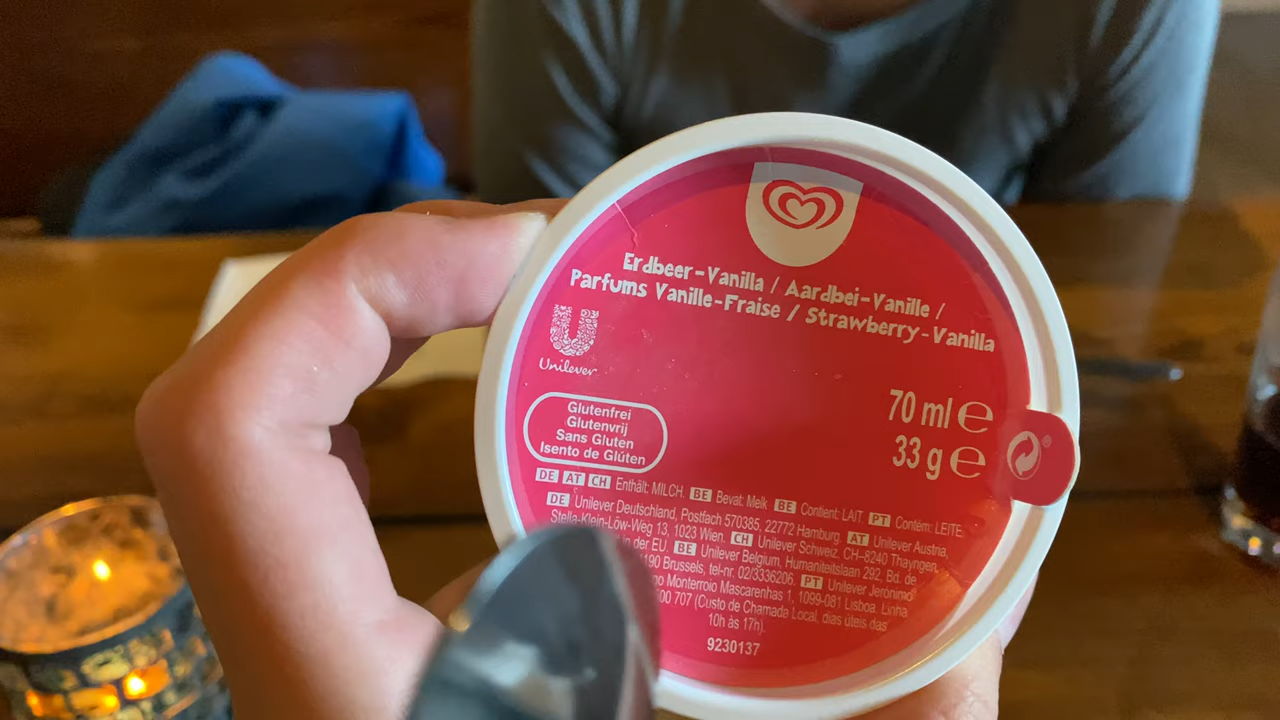 Erdbeer-Vanilla / Aardbei-Vanille /
Parfums Vanille-Fraise / Strawberry-Vanilla
Unilever
Glutenfrei
Glutenvrij
Sans Gluten
Isento de Glúten
70 ml e
33 g e
DE AT CH Enthält: MILCH. BE Bevat: Melk BE Contient: LAIT. PT Contém: LEITE.
DE Unilever Deutschland, Postfach 570385, 22772 Hamburg. AT Unilever Austria,
Stella-Klein-Löw-Weg 13, 1023 Wien. CH Unilever Schweiz. CH-8240 Thayngen,
in der EU. BE Unilever Belgium, Humaniteitslaan 292, Bd. de
190 Brussels, tel-nr. 02/3336206. PT Unilever Jerónimo
Monterroio Mascarenhas 1, 1099-081 Lisboa. Linha
707 (Custo de Chamada Local, dias úteis das
10h às 17h).
9230137